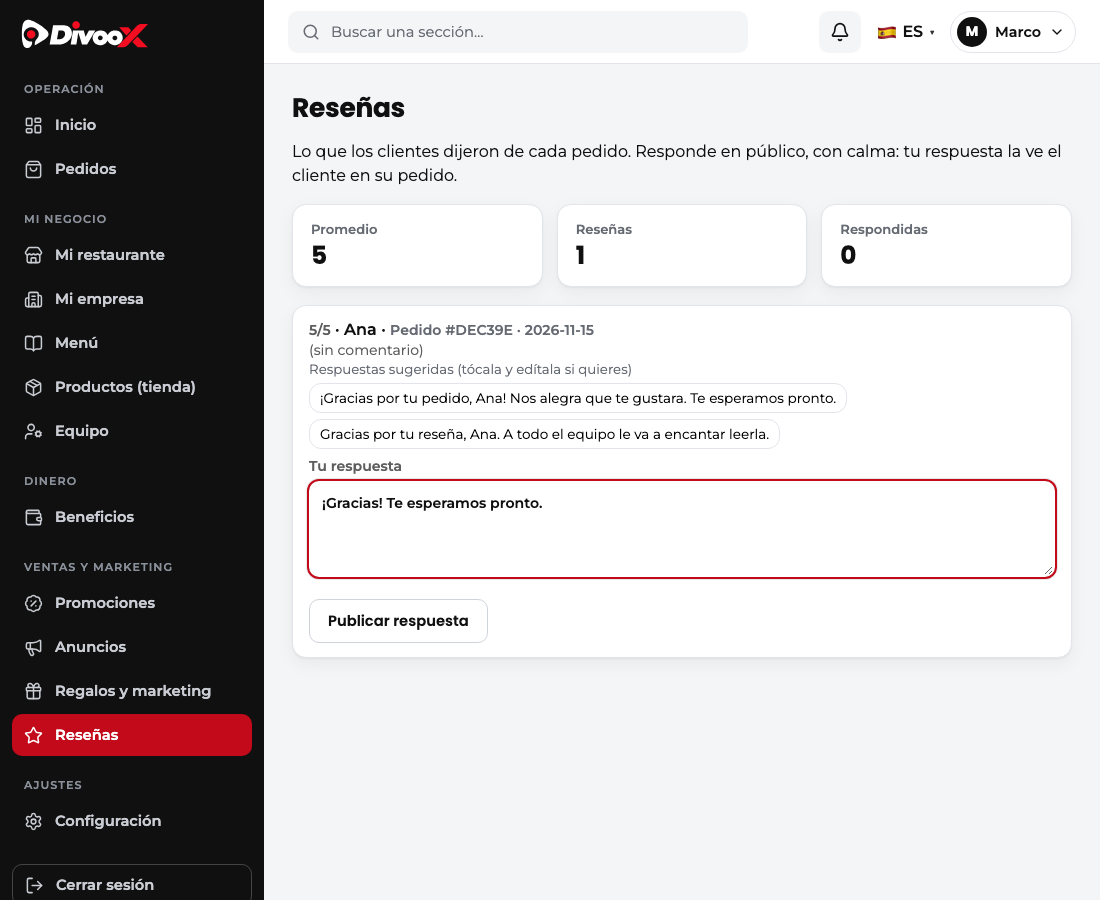 DivooX
Buscar una sección...
🇪🇸 ES ▾
M Marco
OPERACIÓN
Inicio
Pedidos
MI NEGOCIO
Mi restaurante
Mi empresa
Menú
Productos (tienda)
Equipo
DINERO
Beneficios
VENTAS Y MARKETING
Promociones
Anuncios
Regalos y marketing
Reseñas
AJUSTES
Configuración
Cerrar sesión
Reseñas
Lo que los clientes dijeron de cada pedido. Responde en público, con calma: tu respuesta la ve el
cliente en su pedido.
Promedio
5
Reseñas
1
Respondidas
0
5/5 · Ana · Pedido #DEC39E · 2026-11-15
(sin comentario)
Respuestas sugeridas (tócala y edítala si quieres)
¡Gracias por tu pedido, Ana! Nos alegra que te gustara. Te esperamos pronto.
Gracias por tu reseña, Ana. A todo el equipo le va a encantar leerla.
Tu respuesta
¡Gracias! Te esperamos pronto.
Publicar respuesta